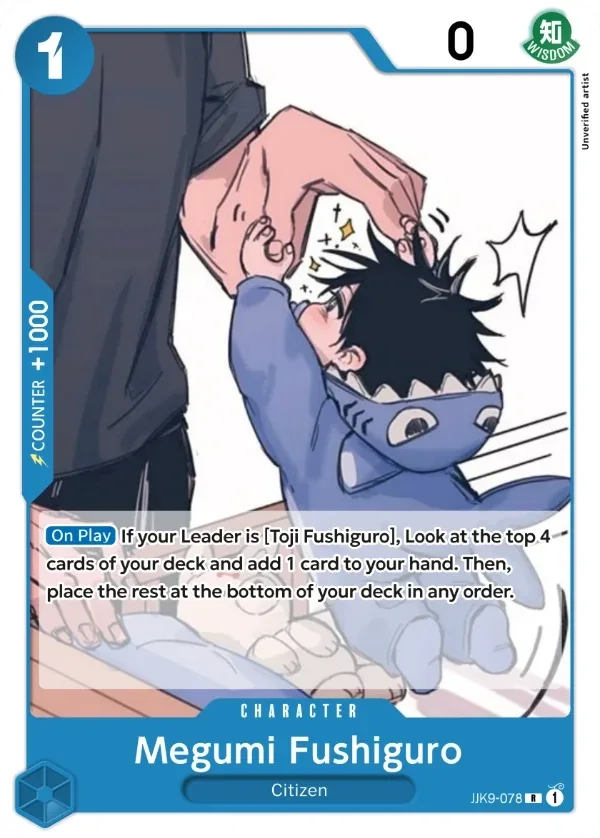 1
0
知
WISDOM
Unverified artist
COUNTER +1000
On Play If your Leader is [Toji Fushiguro], Look at the top 4
cards of your deck and add 1 card to your hand. Then,
place the rest at the bottom of your deck in any order.
CHARACTER
Megumi Fushiguro
Citizen
JJK9-078 R 1